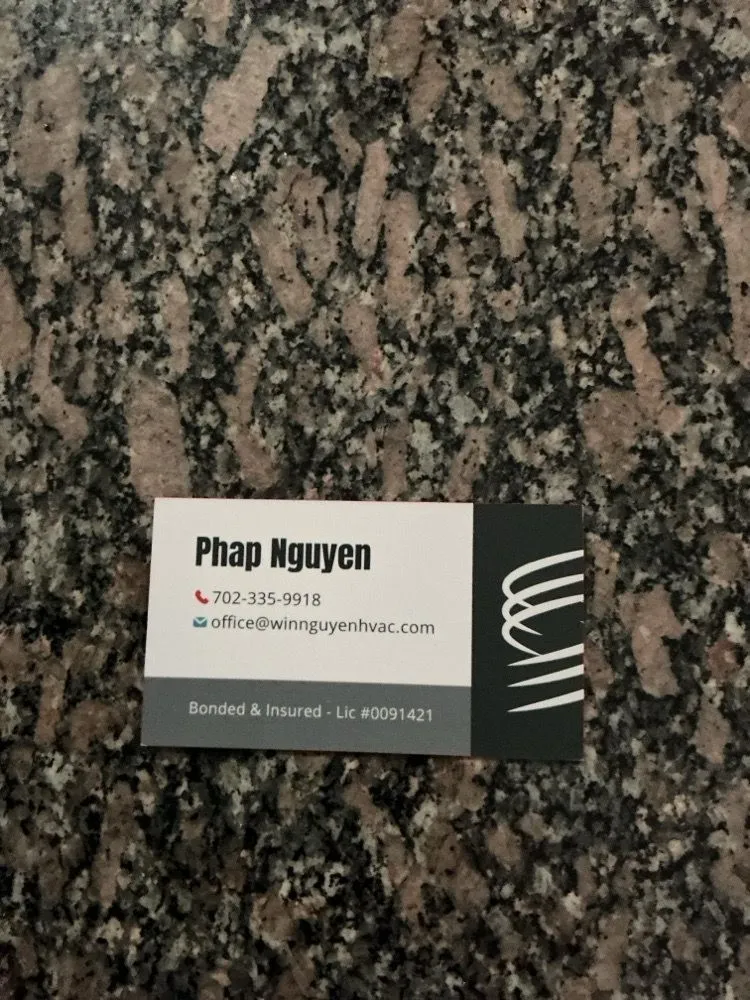 Phap Nguyen
702-335-9918
office@winnguyenhvac.com
Bonded & Insured - Lic #0091421